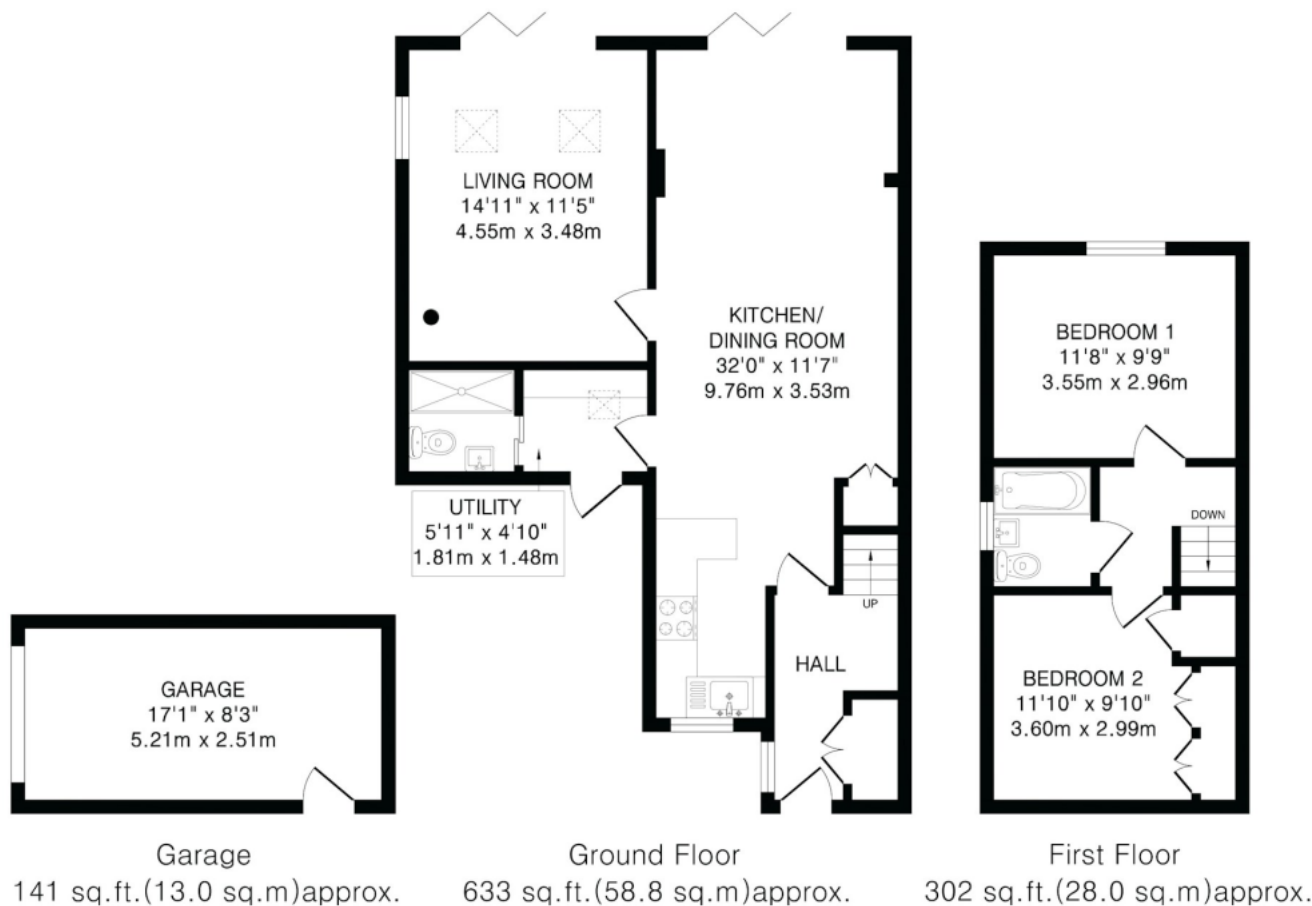 LIVING ROOM
14'11" x 11'5"
4.55m x 3.48m
KITCHEN/
DINING ROOM
32'0" x 11'7"
9.76m x 3.53m
UTILITY
5'11" x 4'10"
1.81m x 1.48m
UP
HALL
GARAGE
17'1" x 8'3"
5.21m x 2.51m
BEDROOM 1
11'8" x 9'9"
3.55m x 2.96m
DOWN
BEDROOM 2
11'10" x 9'10"
3.60m x 2.99m
Garage
141 sq.ft.(13.0 sq.m)approx.
Ground Floor
633 sq.ft.(58.8 sq.m)approx.
First Floor
302 sq.ft.(28.0 sq.m)approx.